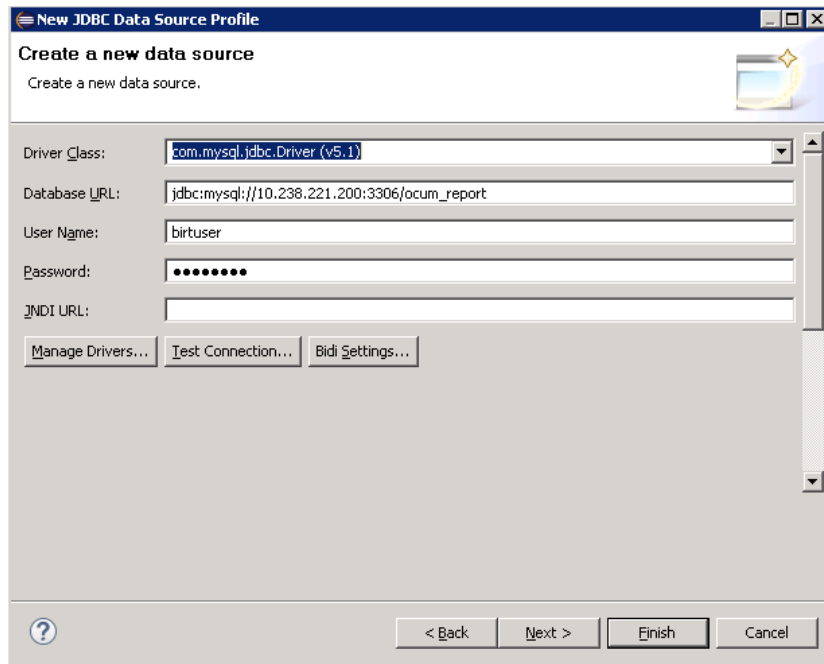 New JDBC Data Source Profile
Create a new data source
Create a new data source.
Driver Class: com.mysql.jdbc.Driver (v5.1)
Database URL: jdbc:mysql://10.238.221.200:3306/ocum_report
User Name: birtuser
Password: ●●●●●●●●
JNDI URL:
Manage Drivers... Test Connection... Bidi Settings...
? < Back Next > Finish Cancel